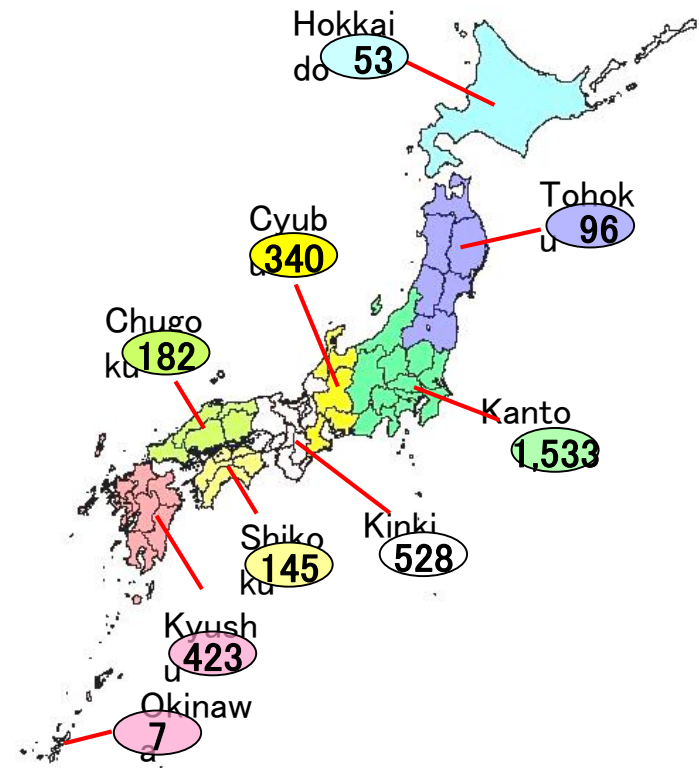 Hokkai
do
53
Tohok
u
96
Cyub
u
340
Chugo
ku
182
Kanto
1,533
Kinki
528
Shiko
ku
145
Kyush
u
423
Okinaw
a
7